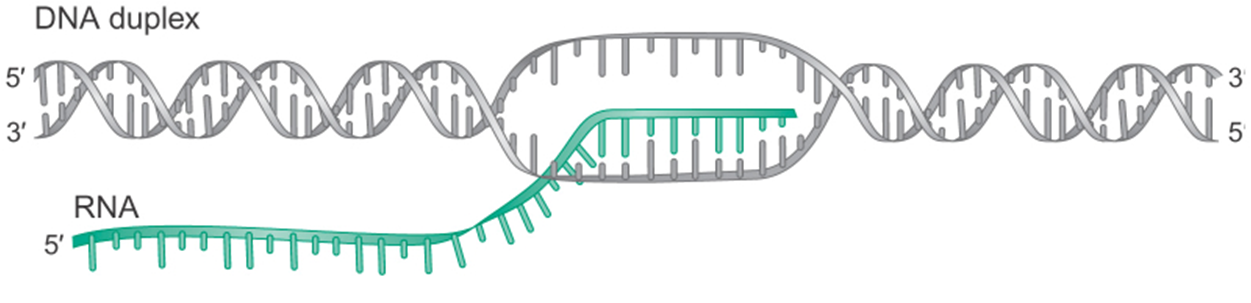 DNA duplex
5′ 3′
3′ 5′
RNA
5′